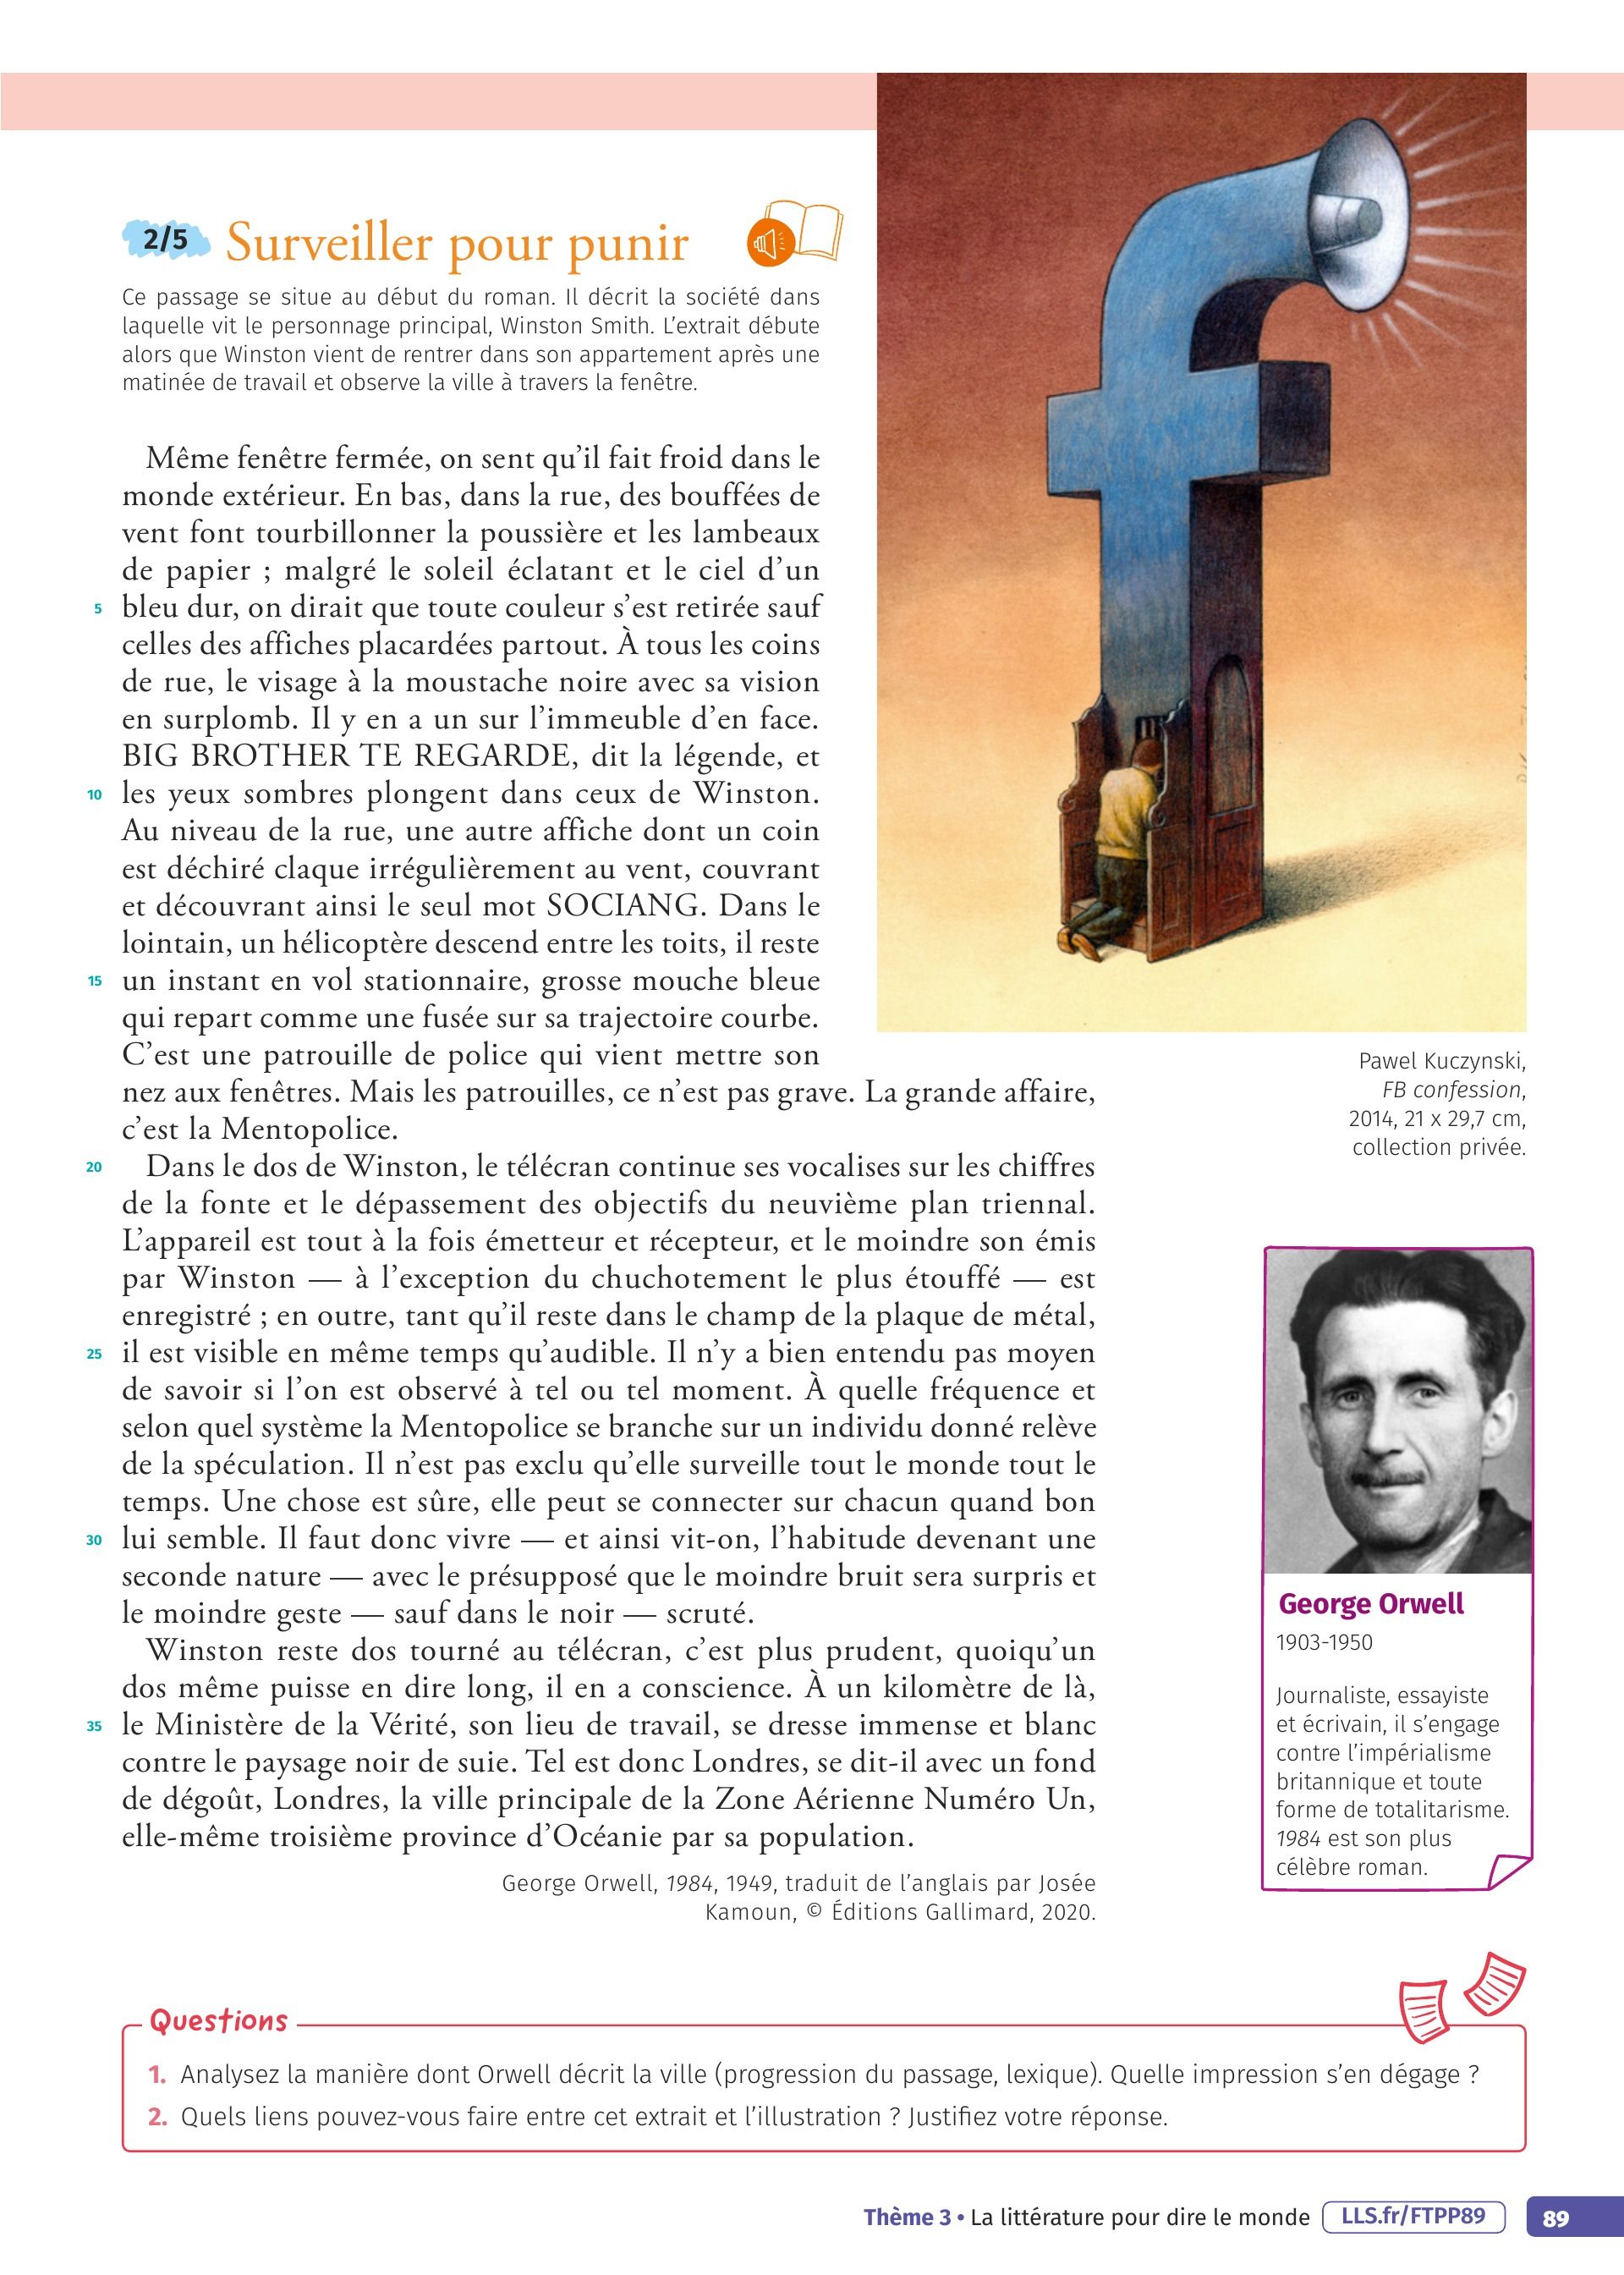 2/5 Surveiller pour punir
Ce passage se situe au début du roman. Il décrit la société dans
laquelle vit le personnage principal, Winston Smith. L’extrait débute
alors que Winston vient de rentrer dans son appartement après une
matinée de travail et observe la ville à travers la fenêtre.
Même fenêtre fermée, on sent qu’il fait froid dans le
monde extérieur. En bas, dans la rue, des bouffées de
vent font tourbillonner la poussière et les lambeaux
de papier ; malgré le soleil éclatant et le ciel d’un
5 bleu dur, on dirait que toute couleur s’est retirée sauf
celles des affiches placardées partout. À tous les coins
de rue, le visage à la moustache noire avec sa vision
en surplomb. Il y en a un sur l’immeuble d’en face.
BIG BROTHER TE REGARDE, dit la légende, et
10 les yeux sombres plongent dans ceux de Winston.
Au niveau de la rue, une autre affiche dont un coin
est déchiré claque irrégulièrement au vent, couvrant
et découvrant ainsi le seul mot SOCIANG. Dans le
lointain, un hélicoptère descend entre les toits, il reste
15 un instant en vol stationnaire, grosse mouche bleue
qui repart comme une fusée sur sa trajectoire courbe.
C’est une patrouille de police qui vient mettre son
nez aux fenêtres. Mais les patrouilles, ce n’est pas grave. La grande affaire,
c’est la Mentopolice.
20 Dans le dos de Winston, le télécran continue ses vocalises sur les chiffres
de la fonte et le dépassement des objectifs du neuvième plan triennal.
L’appareil est tout à la fois émetteur et récepteur, et le moindre son émis
par Winston — à l’exception du chuchotement le plus étouffé — est
enregistré ; en outre, tant qu’il reste dans le champ de la plaque de métal,
25 il est visible en même temps qu’audible. Il n’y a bien entendu pas moyen
de savoir si l’on est observé à tel ou tel moment. À quelle fréquence et
selon quel système la Mentopolice se branche sur un individu donné relève
de la spéculation. Il n’est pas exclu qu’elle surveille tout le monde tout le
temps. Une chose est sûre, elle peut se connecter sur chacun quand bon
30 lui semble. Il faut donc vivre — et ainsi vit-on, l’habitude devenant une
seconde nature — avec le présupposé que le moindre bruit sera surpris et
le moindre geste — sauf dans le noir — scruté.
Winston reste dos tourné au télécran, c’est plus prudent, quoiqu’un
dos même puisse en dire long, il en a conscience. À un kilomètre de là,
35 le Ministère de la Vérité, son lieu de travail, se dresse immense et blanc
contre le paysage noir de suie. Tel est donc Londres, se dit-il avec un fond
de dégoût, Londres, la ville principale de la Zone Aérienne Numéro Un,
elle-même troisième province d’Océanie par sa population.
George Orwell, 1984, 1949, traduit de l’anglais par Josée
Kamoun, © Éditions Gallimard, 2020.
Pawel Kuczynski,
FB confession,
2014, 21 x 29,7 cm,
collection privée.
George Orwell
1903-1950
Journaliste, essayiste
et écrivain, il s’engage
contre l’impérialisme
britannique et toute
forme de totalitarisme.
1984 est son plus
célèbre roman.
Questions
1. Analysez la manière dont Orwell décrit la ville (progression du passage, lexique). Quelle impression s’en dégage ?
2. Quels liens pouvez-vous faire entre cet extrait et l’illustration ? Justifiez votre réponse.
Thème 3 • La littérature pour dire le monde LLS.fr/FTPP89 89